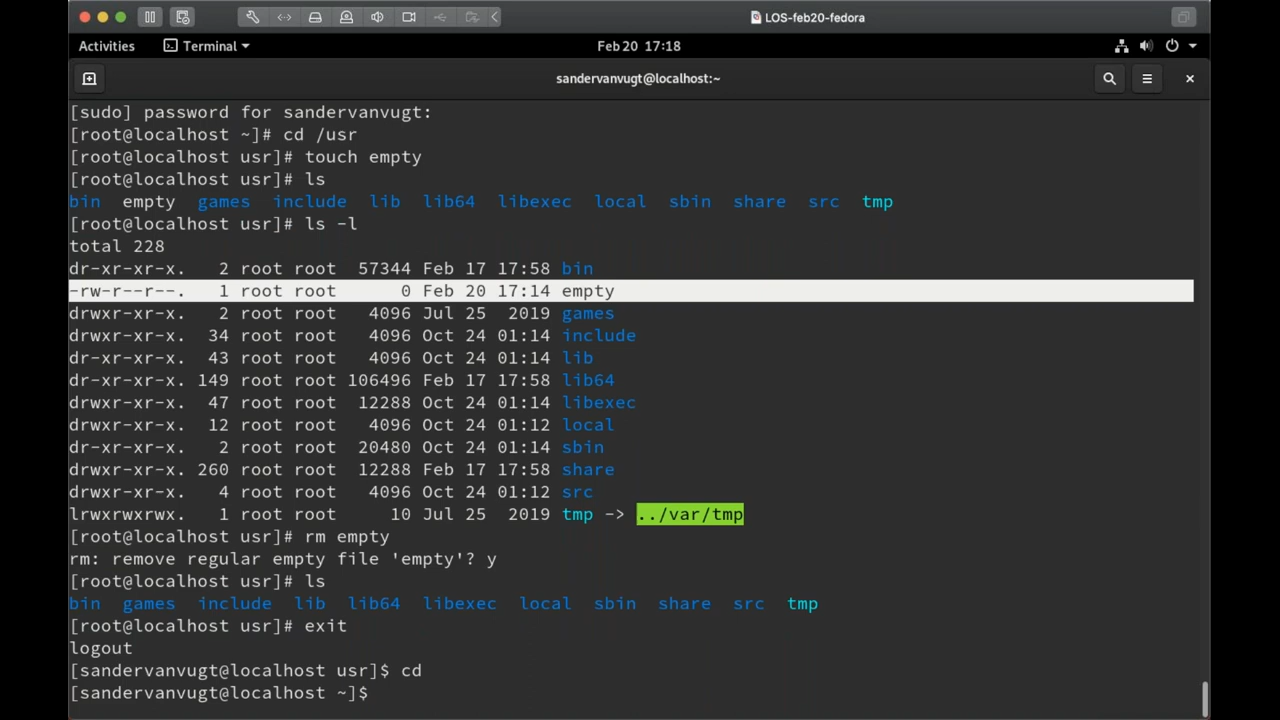 LOS-feb20-fedora
Activities Terminal Feb 20 17:18
sandervanvugt@localhost:~
[sudo] password for sandervanvugt:
[root@localhost ~]# cd /usr
[root@localhost usr]# touch empty
[root@localhost usr]# ls
bin empty games include lib lib64 libexec local sbin share src tmp
[root@localhost usr]# ls -l
total 228
dr-xr-xr-x. 2 root root 57344 Feb 17 17:58 bin
-rw-r--r--. 1 root root 0 Feb 20 17:14 empty
drwxr-xr-x. 2 root root 4096 Jul 25 2019 games
drwxr-xr-x. 34 root root 4096 Oct 24 01:14 include
dr-xr-xr-x. 43 root root 4096 Oct 24 01:14 lib
dr-xr-xr-x. 149 root root 106496 Feb 17 17:58 lib64
drwxr-xr-x. 47 root root 12288 Oct 24 01:14 libexec
drwxr-xr-x. 12 root root 4096 Oct 24 01:12 local
dr-xr-xr-x. 2 root root 20480 Oct 24 01:14 sbin
drwxr-xr-x. 260 root root 12288 Feb 17 17:58 share
drwxr-xr-x. 4 root root 4096 Oct 24 01:12 src
lrwxrwxrwx. 1 root root 10 Jul 25 2019 tmp -> ../var/tmp
[root@localhost usr]# rm empty
rm: remove regular empty file 'empty'? y
[root@localhost usr]# ls
bin games include lib lib64 libexec local sbin share src tmp
[root@localhost usr]# exit
logout
[sandervanvugt@localhost usr]$ cd
[sandervanvugt@localhost ~]$